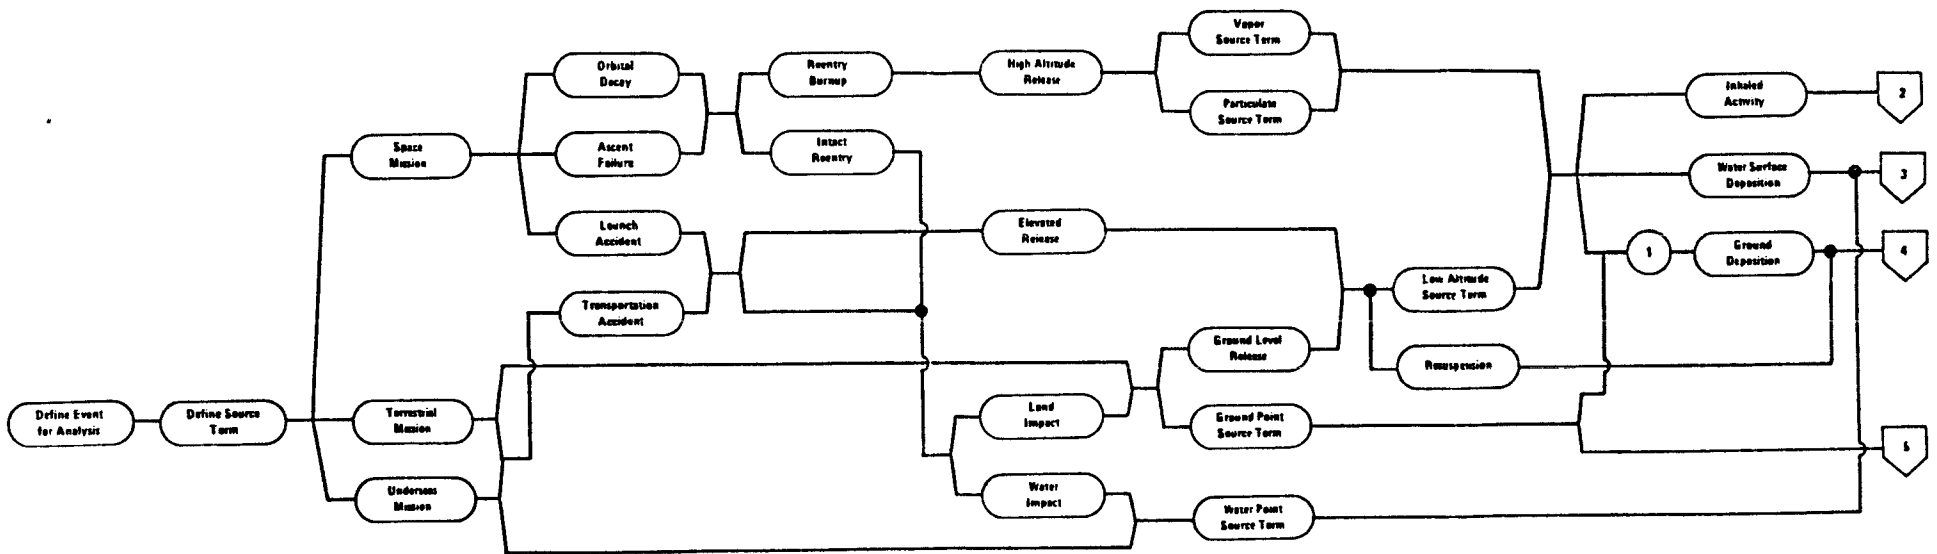 Define Event
for Analysis
Define Source
Term
Space
Mission
Terrestrial
Mission
Undersea
Mission
Orbital
Decay
Ascent
Failure
Launch
Accident
Transportation
Accident
Reentry
Burnup
Intact
Reentry
High Altitude
Release
Elevated
Release
Land
Impact
Water
Impact
Vapor
Source Term
Particulate
Source Term
Ground Level
Release
Ground Point
Source Term
Water Point
Source Term
Low Altitude
Source Term
Resuspension
Inhaled
Activity
Water Surface
Deposition
1
Ground
Deposition
2
3
4
5